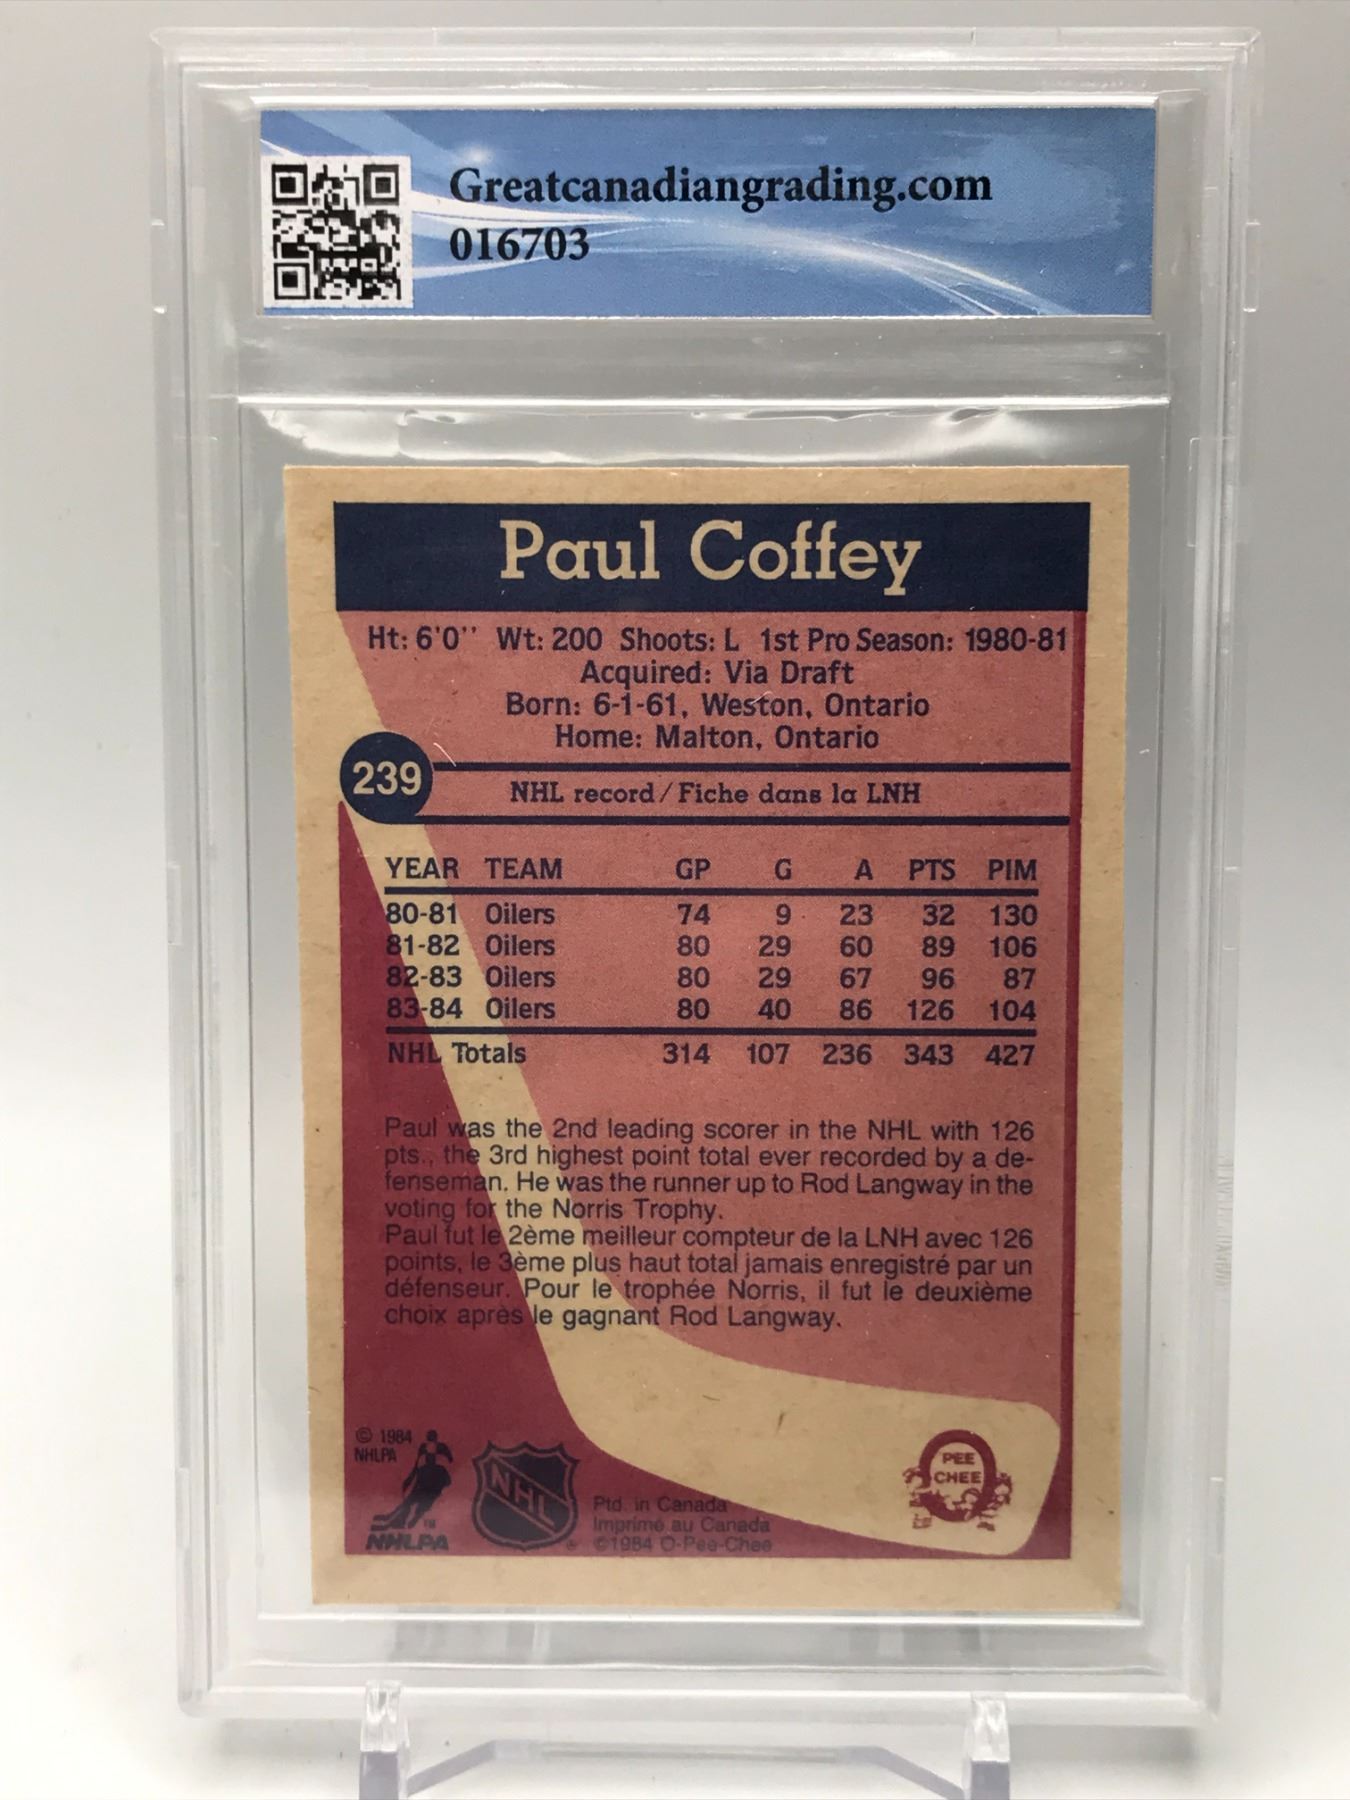 Greatcanadiangrading.com
016703
Paul Coffey
Ht: 6'0'' Wt: 200 Shoots: L 1st Pro Season: 1980-81
Acquired: Via Draft
Born: 6-1-61, Weston, Ontario
Home: Malton, Ontario
239
NHL record/Fiche dans la LNH
YEAR TEAM GP G A PTS PIM
80-81 Oilers 74 9 23 32 130
81-82 Oilers 80 29 60 89 106
82-83 Oilers 80 29 67 96 87
83-84 Oilers 80 40 86 126 104
NHL Totals 314 107 236 343 427
Paul was the 2nd leading scorer in the NHL with 126
pts., the 3rd highest point total ever recorded by a de-
fenseman. He was the runner up to Rod Langway in the
voting for the Norris Trophy.
Paul fut le 2ème meilleur compteur de la LNH avec 126
points, le 3ème plus haut total jamais enregistré par un
défenseur. Pour le trophée Norris, il fut le deuxième
choix après le gagnant Rod Langway.
© 1984
NHLPA
TM
NHLPA
NHL
®
Ptd. in Canada
Imprimé au Canada
©1984 O-Pee-Chee
PEE
CHEE